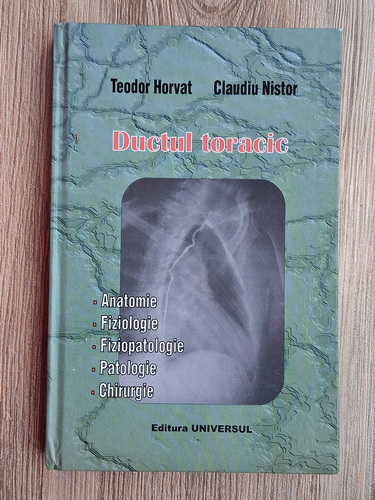 Teodor Horvat Claudiu Nistor
Ductul toracic
Anatomie
Fiziologie
Fiziopatologie
Patologie
Chirurgie
Editura UNIVERSUL